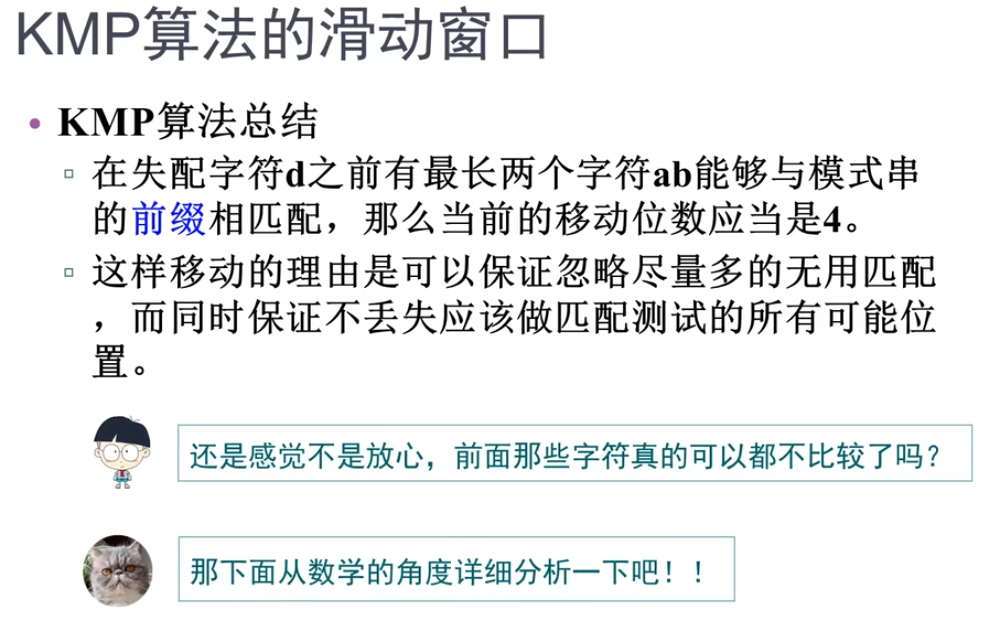 KMP算法的滑动窗口
• KMP算法总结
▫ 在失配字符d之前有最长两个字符ab能够与模式串
的前缀相匹配，那么当前的移动位数应当是4。
▫ 这样移动的理由是可以保证忽略尽量多的无用匹配
，而同时保证不丢失应该做匹配测试的所有可能位
置。
还是感觉不是放心，前面那些字符真的可以都不比较了吗？
那下面从数学的角度详细分析一下吧！！